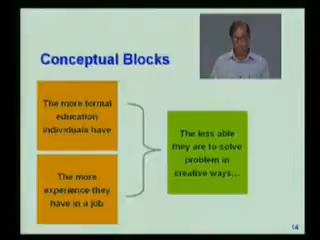 Conceptual Blocks
The more formal
education
individuals have
The more
experience they
have in a job
The less able
they are to solve
problem in
creative ways...
14